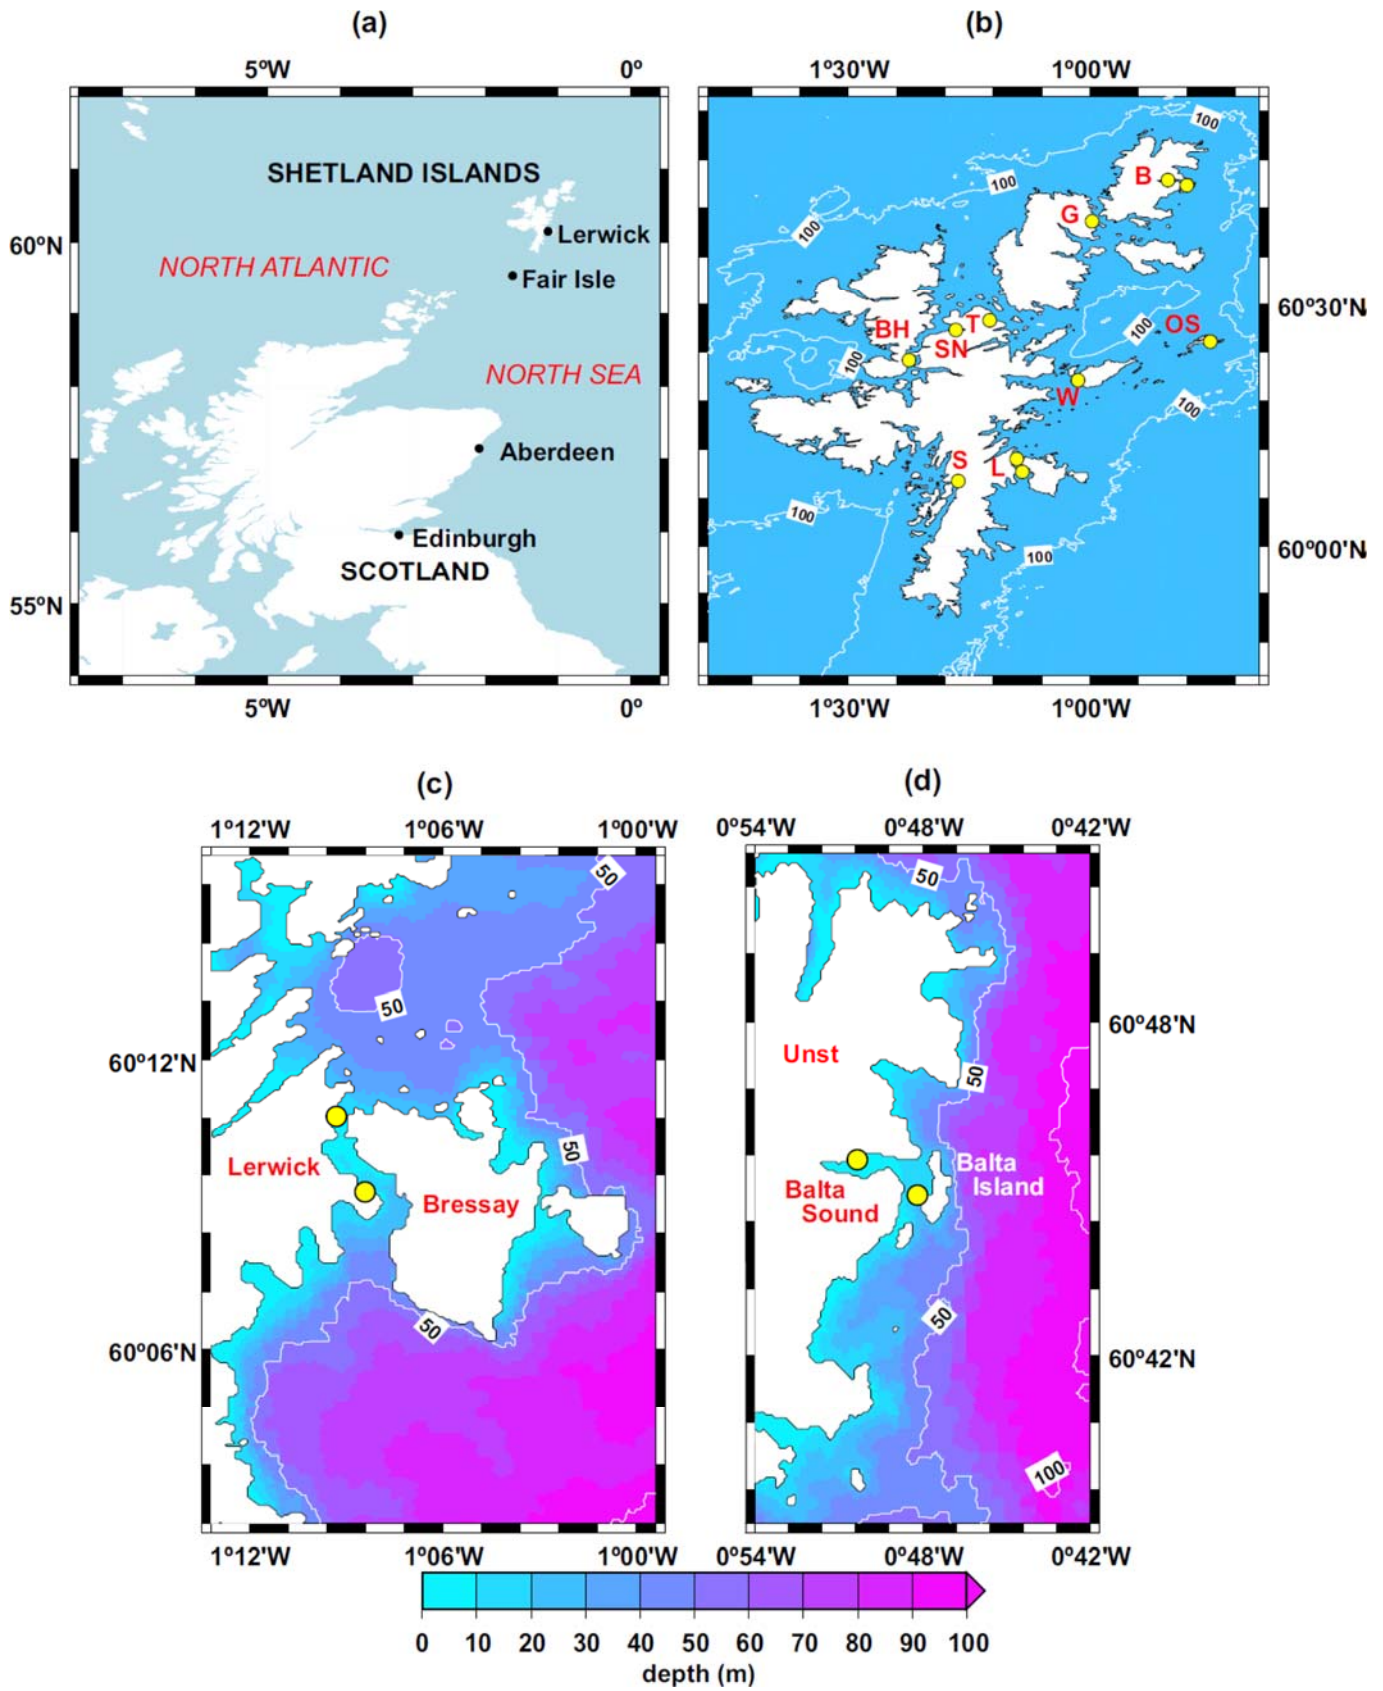 (a)
5ºW 0º
SHETLAND ISLANDS
60ºN
Lerwick
NORTH ATLANTIC
Fair Isle
NORTH SEA
Aberdeen
Edinburgh
SCOTLAND
55ºN
5ºW 0º
(b)
1º30'W 1º00'W
100
B
100
G
100
60º30'N
OS
T
100
BH
SN
100
W
100
S
L
100
100
60º00'N
1º30'W 1º00'W
(c)
1º12'W 1º06'W 1º00'W
50
50
60º12'N
50
Lerwick
Bressay
50
60º06'N
1º12'W 1º06'W 1º00'W
(d)
0º54'W 0º48'W 0º42'W
50
60º48'N
Unst
50
Balta
Island
Balta
Sound
50
60º42'N
100
0º54'W 0º48'W 0º42'W
0 10 20 30 40 50 60 70 80 90 100
depth (m)